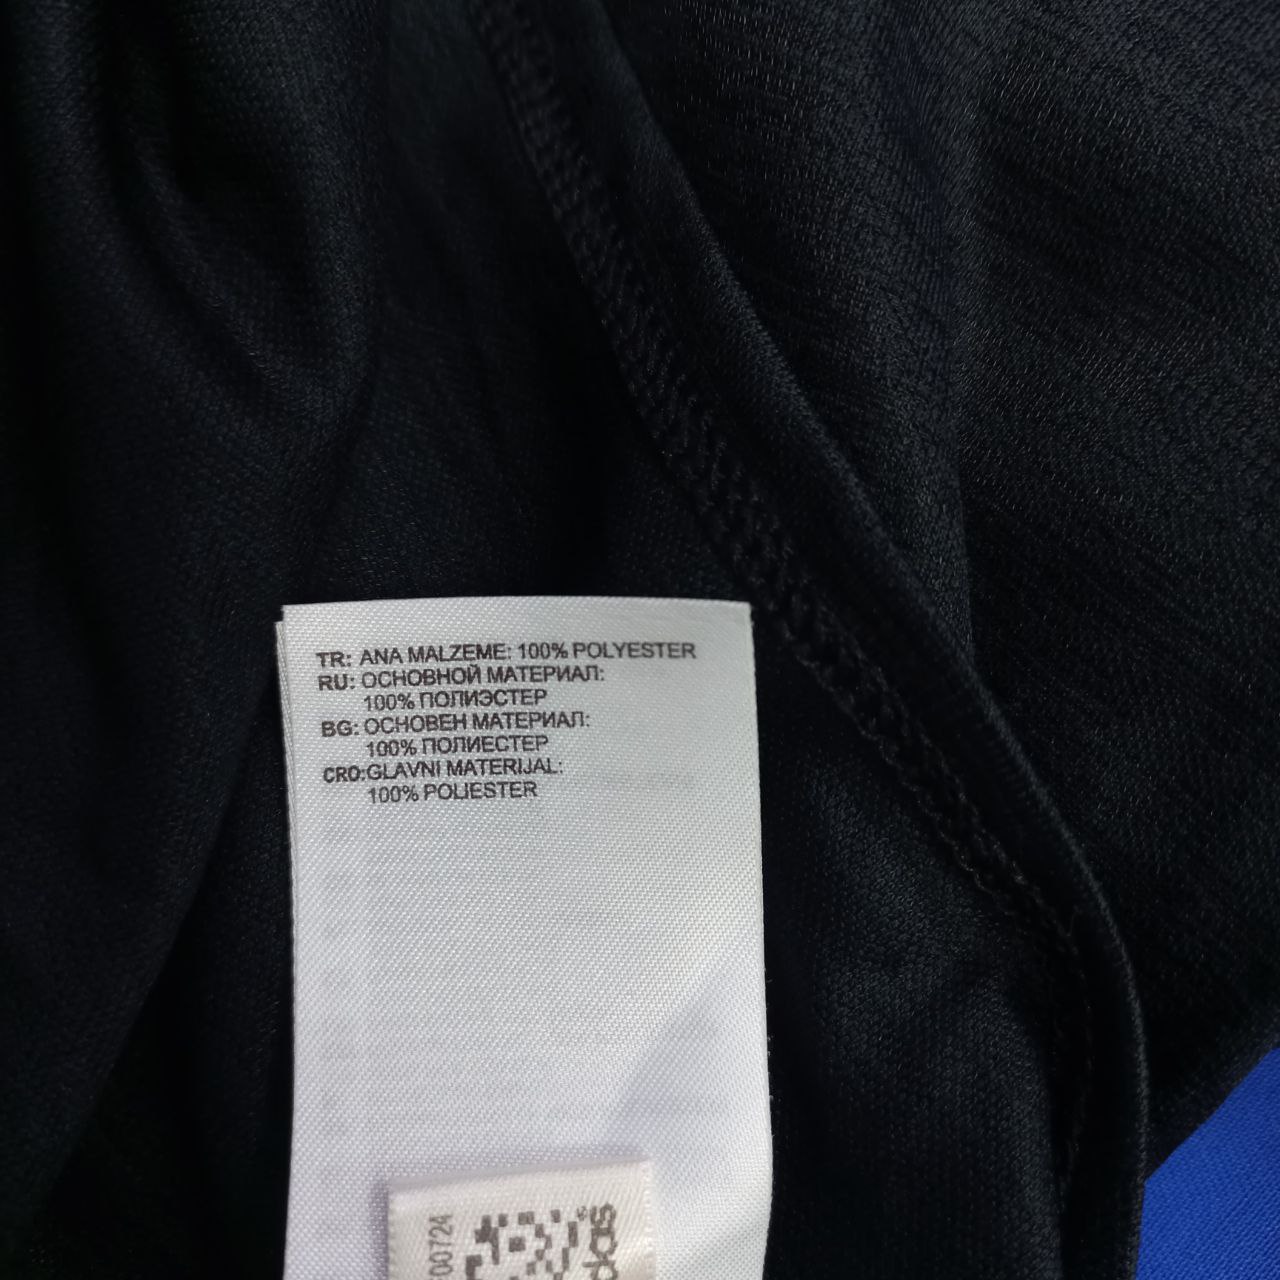 TR: ANA MALZEME: 100% POLYESTER
RU: ОСНОВНОЙ МАТЕРИАЛ:
100% ПОЛИЭСТЕР
BG: ОСНОВЕН МАТЕРИАЛ:
100% ПОЛИЕСТЕР
CRO: GLAVNI MATERIJAL:
100% POLIESTER